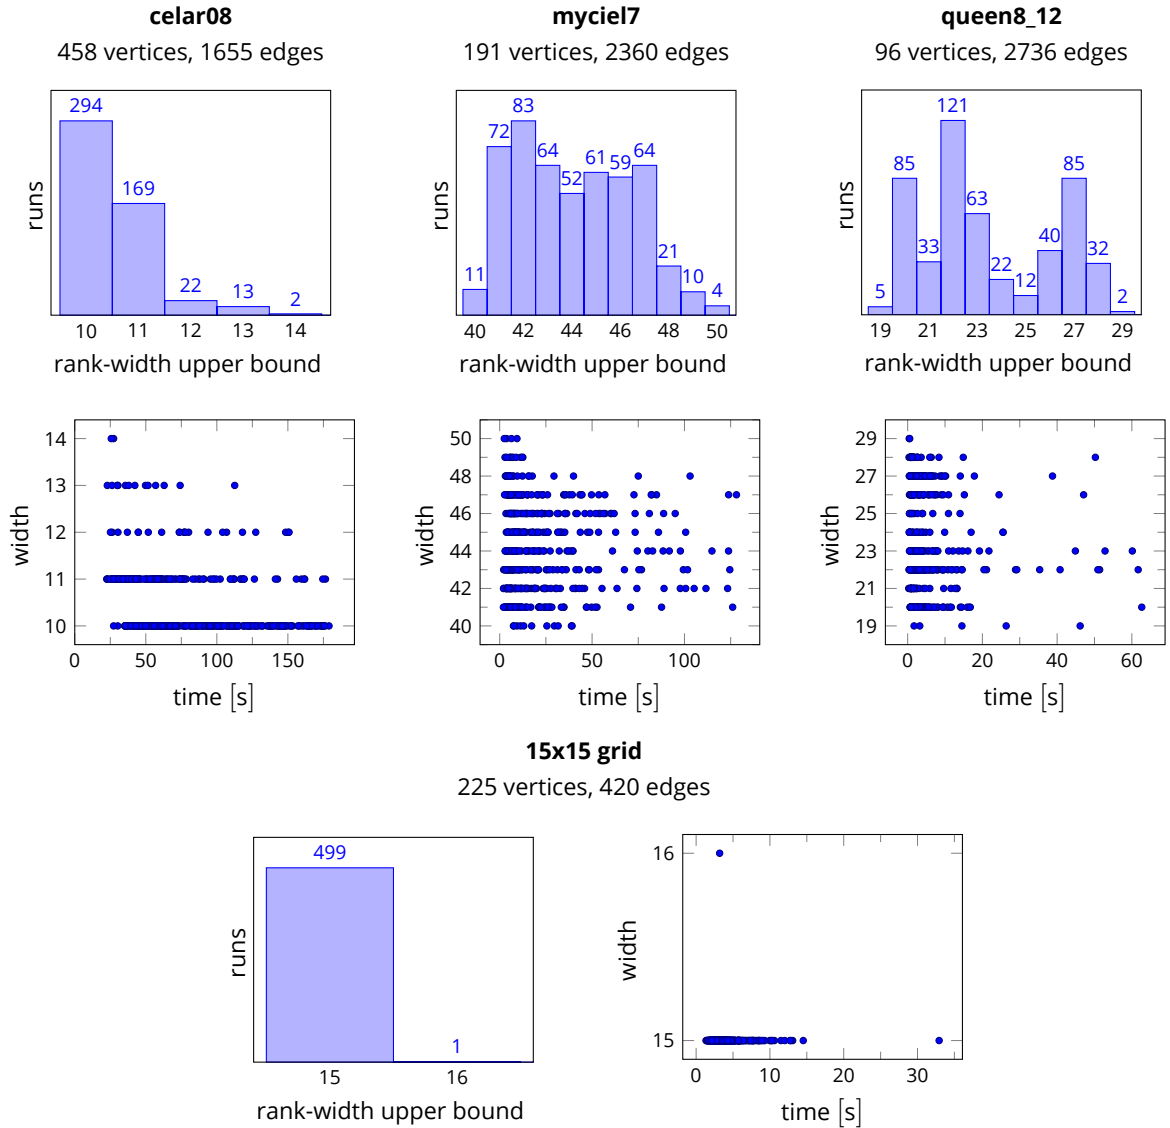 celar08
458 vertices, 1655 edges
294
169
22
13
2
runs
10 11 12 13 14
rank-width upper bound
myciel7
191 vertices, 2360 edges
11
72
83
64
52
61
59
64
21
10
4
runs
40 42 44 46 48 50
rank-width upper bound
queen8_12
96 vertices, 2736 edges
5
85
33
121
63
22
12
40
85
32
2
runs
19 21 23 25 27 29
rank-width upper bound
14
13
12
11
10
width
0 50 100 150
time [s]
50
48
46
44
42
40
width
0 50 100
time [s]
29
27
25
23
21
19
width
0 20 40 60
time [s]
15x15 grid
225 vertices, 420 edges
499
1
runs
15 16
rank-width upper bound
16
15
width
0 10 20 30
time [s]